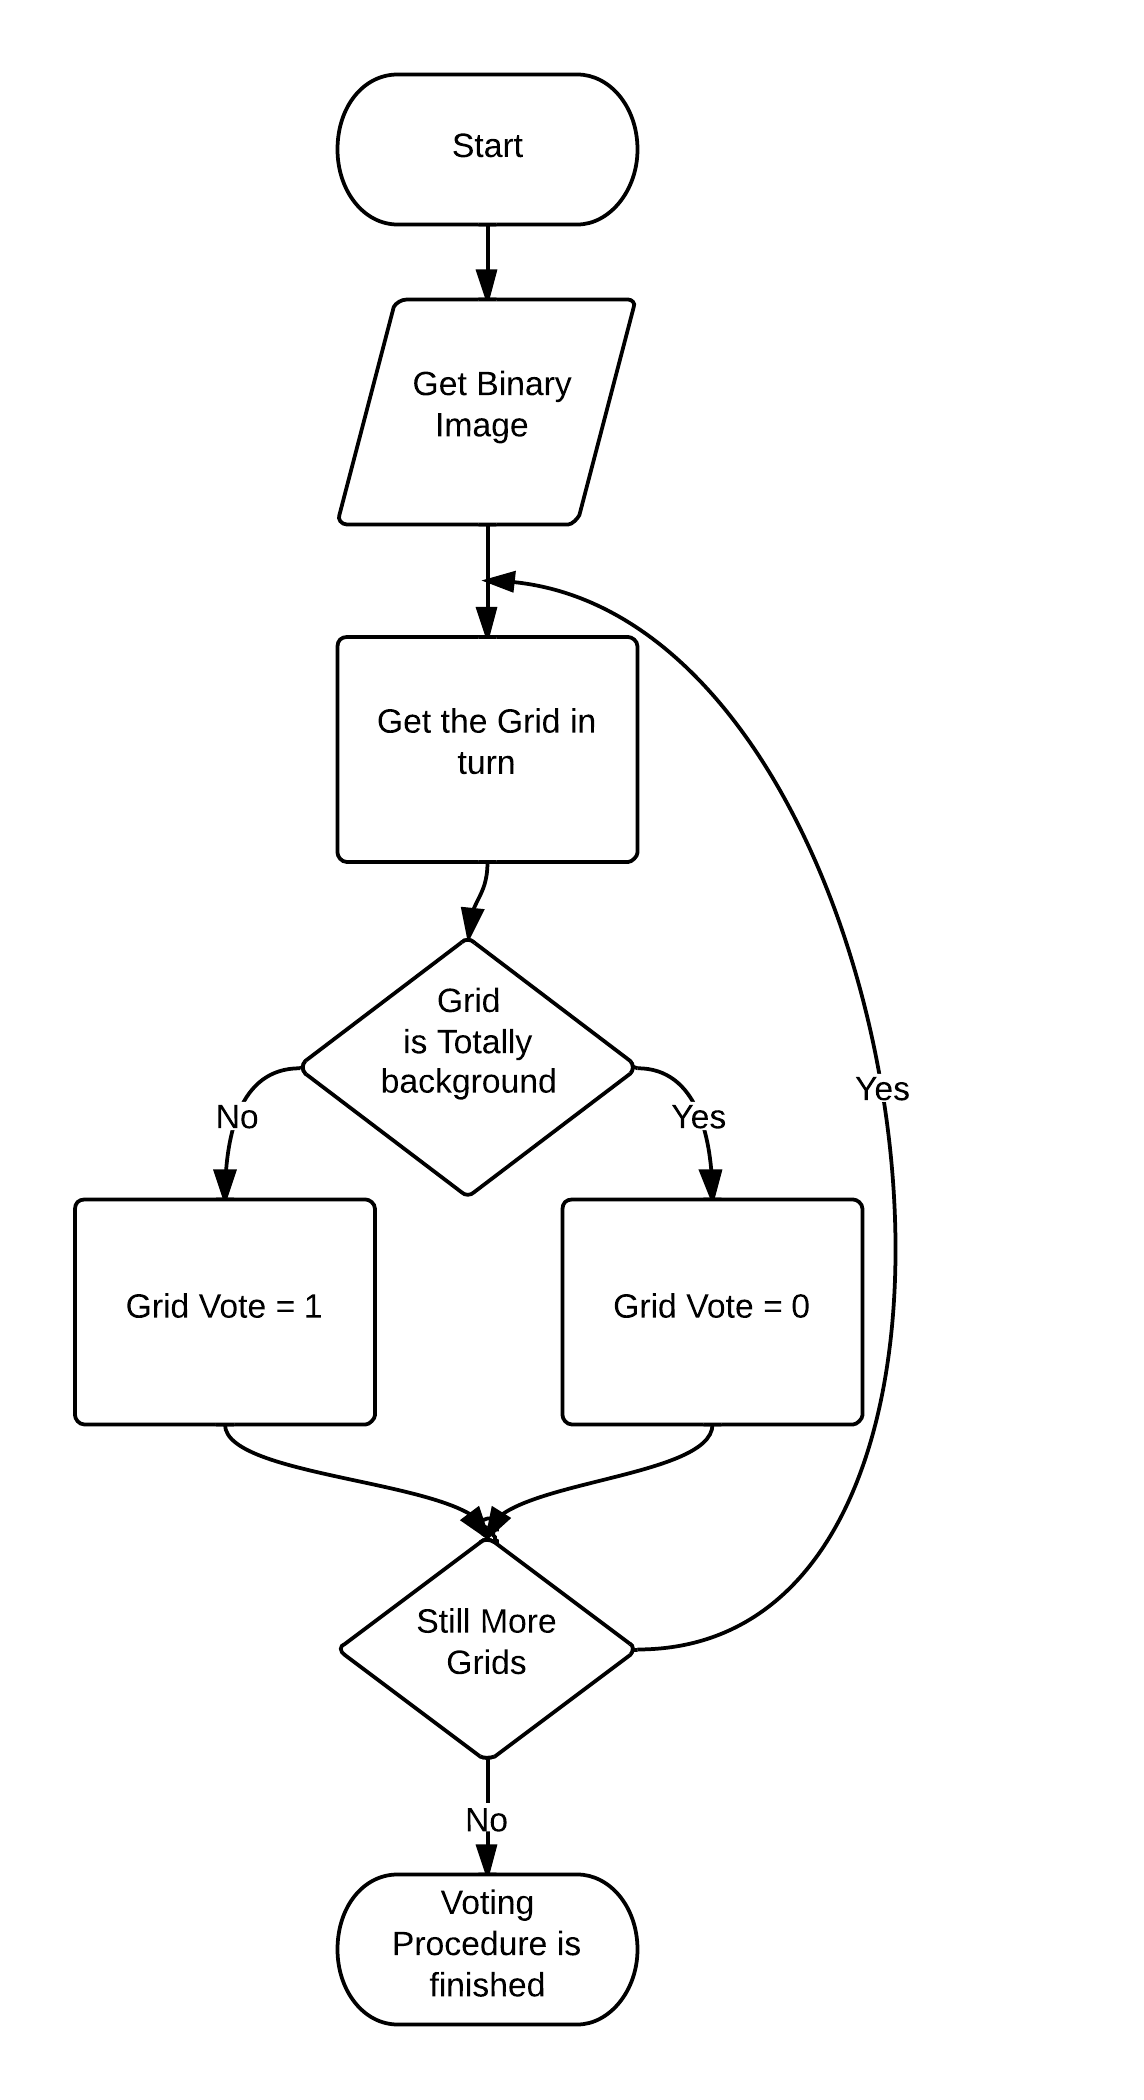 Start
Get Binary
Image
Get the Grid in
turn
Grid
is Totally
background
No
Yes
Yes
Grid Vote = 1
Grid Vote = 0
Still More
Grids
No
Voting
Procedure is
finished